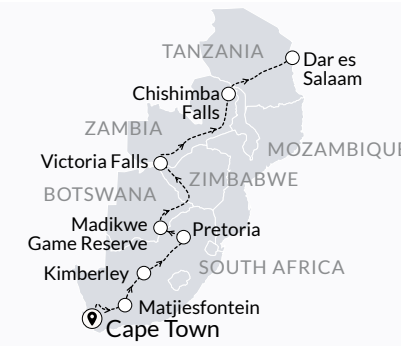 TANZANIA
Dar es
Salaam
Chishimba
Falls
ZAMBIA
MOZAMBIQUE
Victoria Falls
ZIMBABWE
BOTSWANA
Madikwe
Game Reserve
Pretoria
Kimberley
SOUTH AFRICA
Matjiesfontein
Cape Town